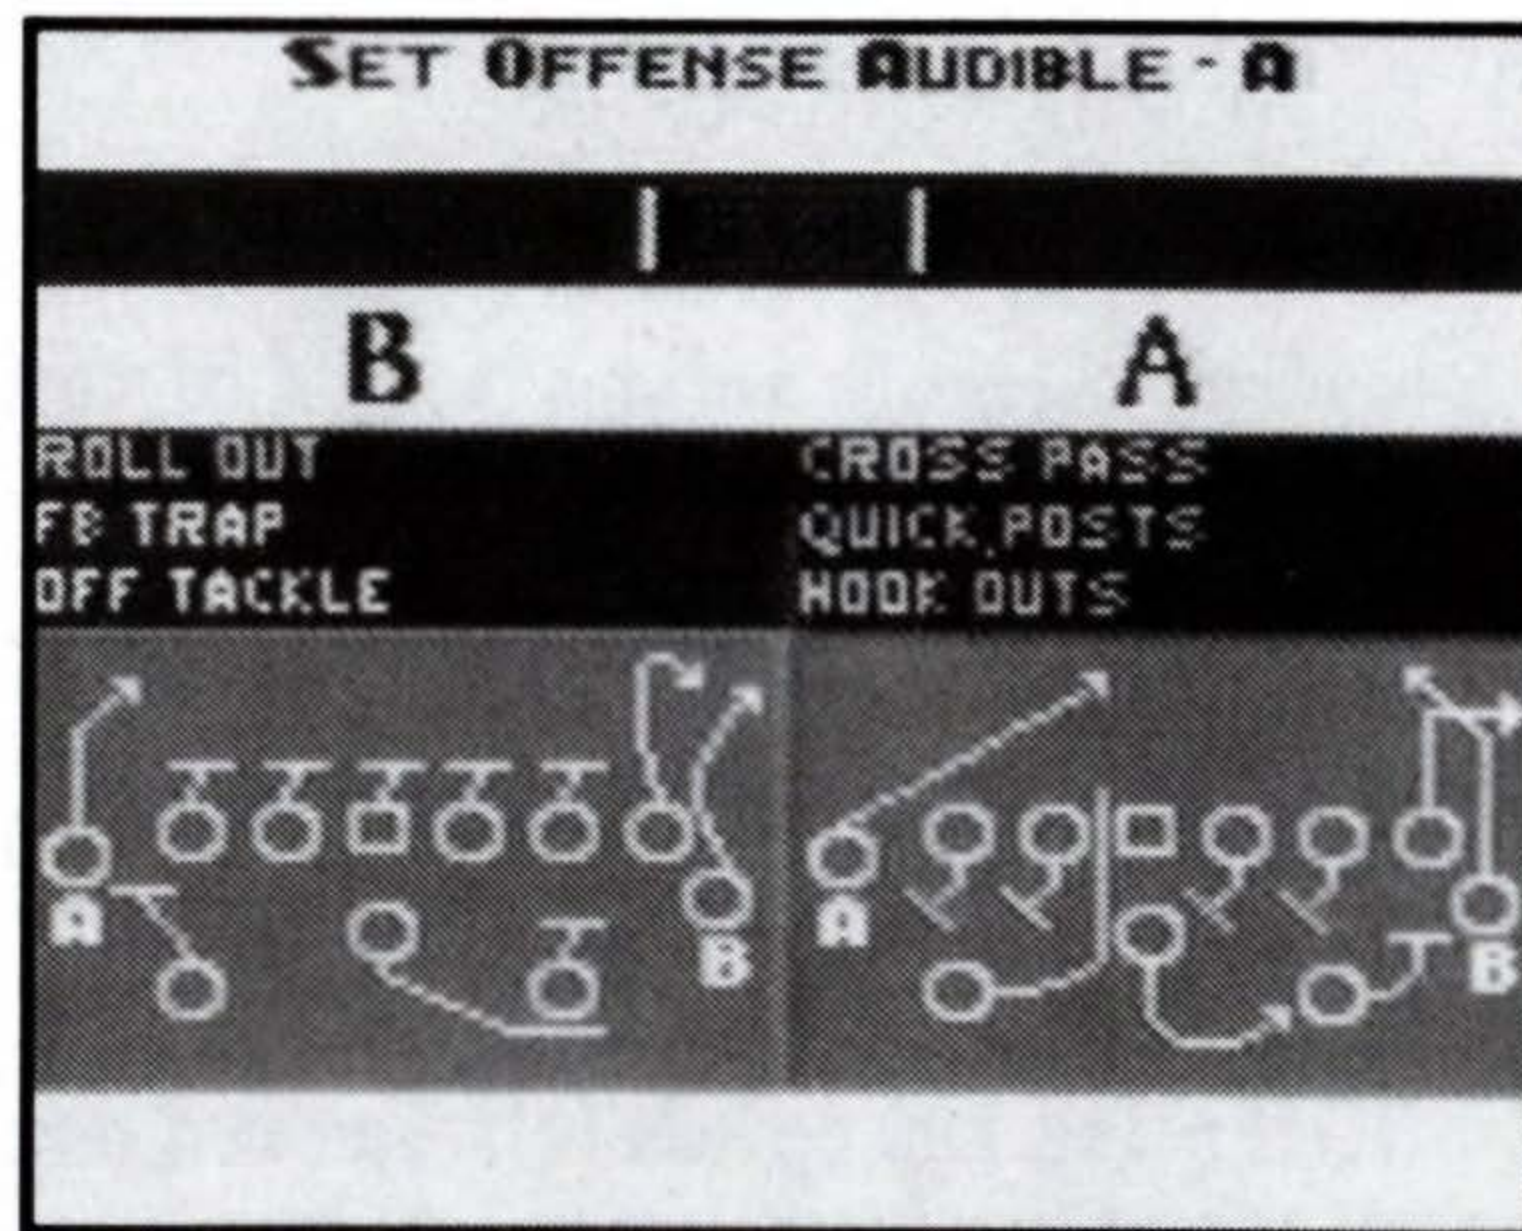 SET OFFENSE AUDIBLE - A
B A
ROLL OUT
FB TRAP
OFF TACKLE
CROSS PASS
QUICK POSTS
HOOK OUTS
A B
A B